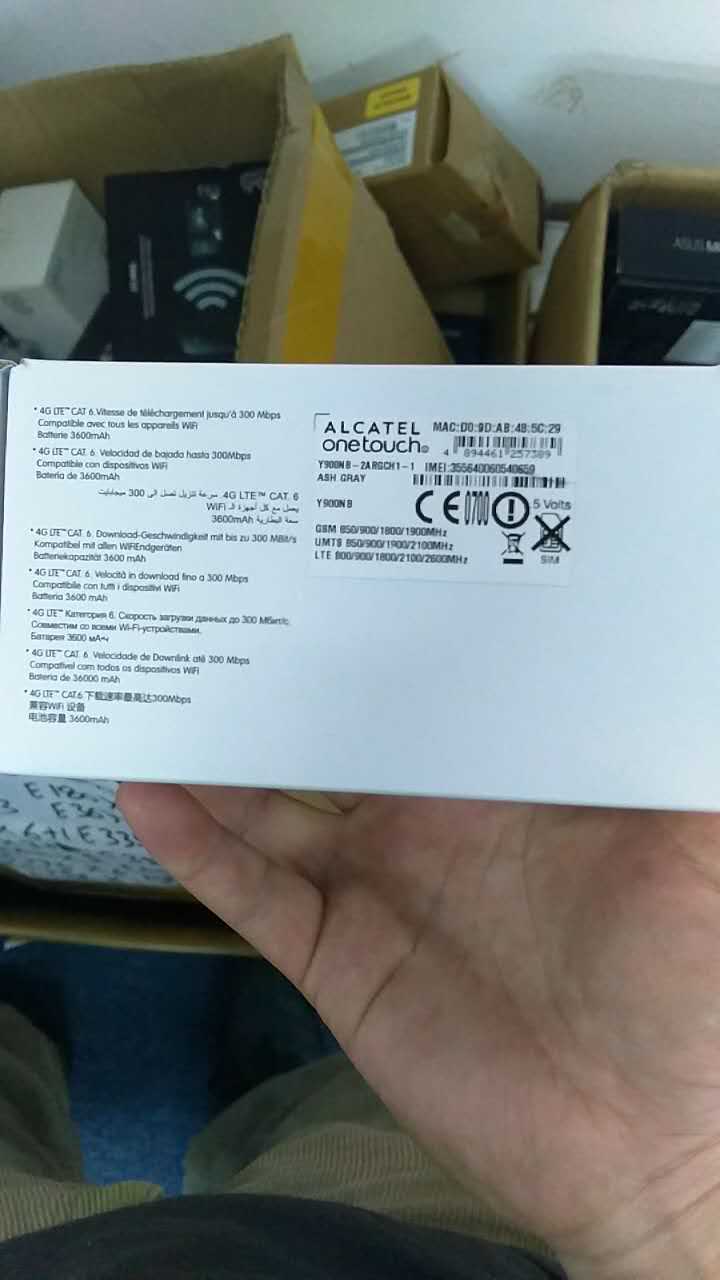 * 4G LTE™ CAT 6. Vitesse de téléchargement jusqu'à 300 Mbps
Compatible avec tous les appareils WiFi
Batterie 3600mAh
* 4G LTE™ CAT. 6. Velocidad de bajada hasta 300Mbps
Compatible con dispositivos WiFi
Bateria de 3600mAh
4G LTE™ CAT. 6. سرعة تنزيل تصل الى 300 ميجابايت
يعمل مع كل أجهزة الـ WiFi
سعة البطارية 3600mAh
* 4G LTE™ CAT. 6. Download-Geschwindigkeit mit bis zu 300 MBit/s
Kompatibel mit allen WiFiEndgeräten
Batteriekapazität 3600 mAh
* 4G LTE™ CAT. 6. Velocità in download fino a 300 Mbps
Compatibile con tutti i dispositivi WiFi
Batteria 3600 mAh
* 4G LTE™ Категория 6. Скорость загрузки данных до 300 Мбит/с.
Совместим со всеми Wi-Fi-устройствами.
Батарея 3600 мА·ч
* 4G LTE™ CAT. 6. Velocidade de Downlink até 300 Mbps
Compatível com todos os dispositivos WiFi
Bateria de 36000 mAh
* 4G LTE™ CAT.6 下载速率最高达300Mbps
兼容WiFi 设备
电池容量 3600mAh
ALCATEL
onetouch
MAC:D0:9D:AB:48:5C:29
4 894461 257389
Y900NB-2ARGCH1-1 IMEI:355640060540659
ASH GRAY
Y900NB
CE 0700
5 Volts
GSM 850/900/1800/1900MHz
UMTS 850/900/1900/2100MHz
LTE 800/900/1800/2100/2600MHz
SIM
ASUS